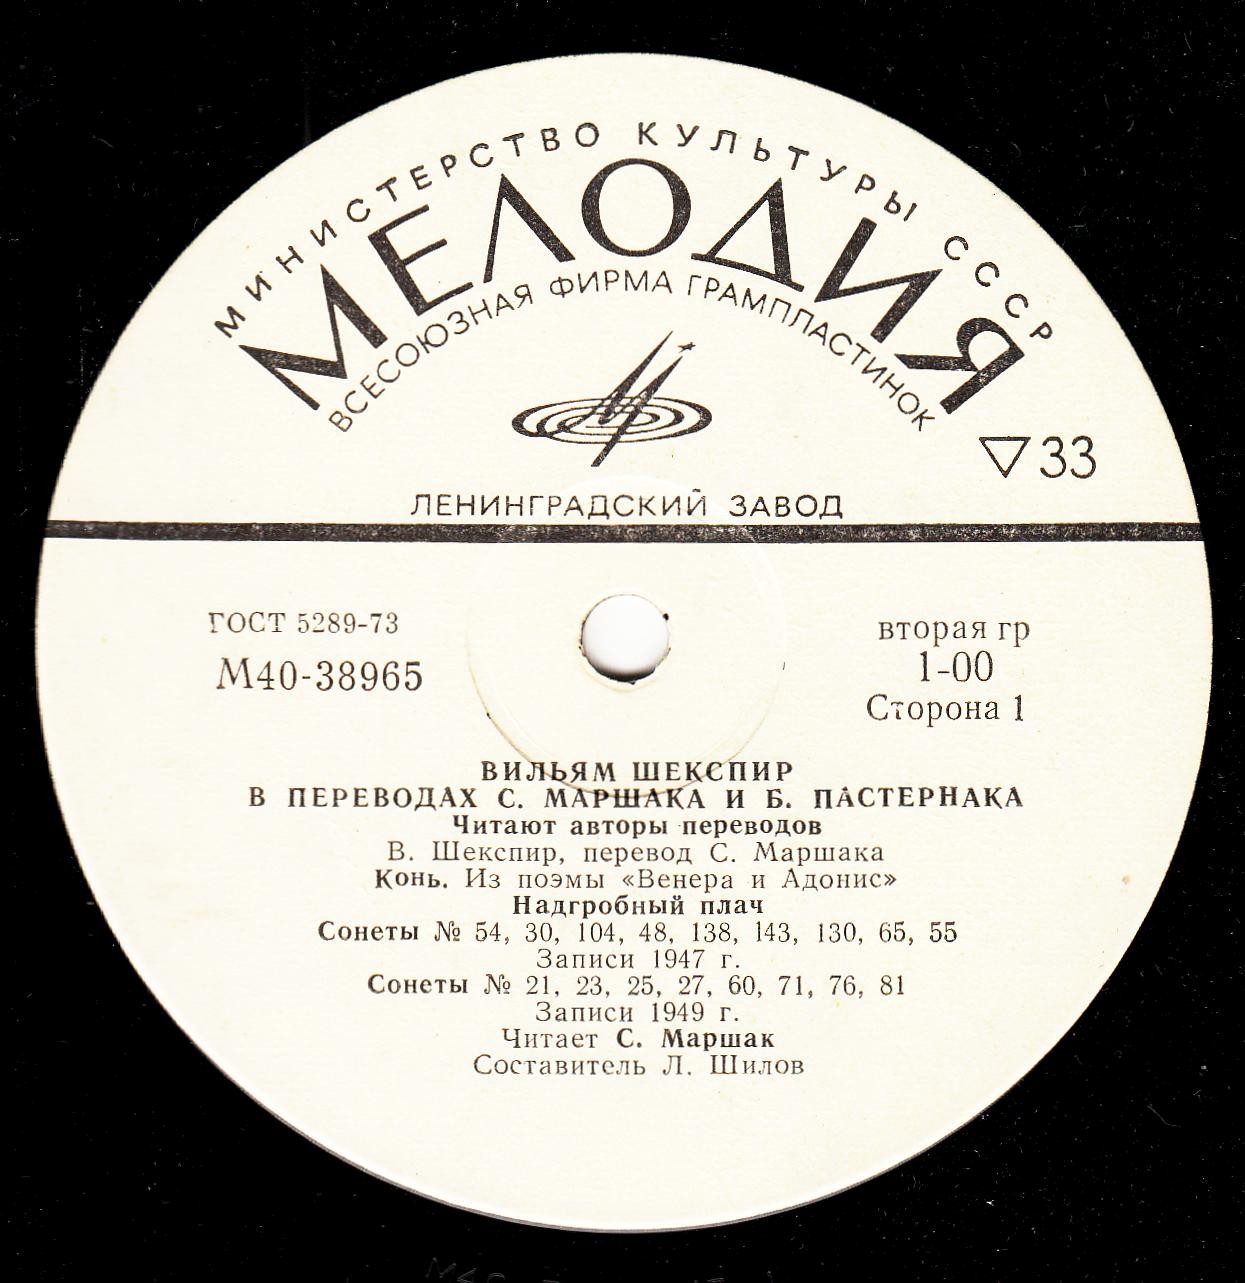 МИНИСТЕРСТВО КУЛЬТУРЫ СССР
МЕЛОДИЯ
ВСЕСОЮЗНАЯ ФИРМА ГРАМПЛАСТИНОК
33
ЛЕНИНГРАДСКИЙ ЗАВОД
ГОСТ 5289-73
М40-38965
вторая гр
1-00
Сторона 1
ВИЛЬЯМ ШЕКСПИР
В ПЕРЕВОДАХ С. МАРШАКА И Б. ПАСТЕРНАКА
Читают авторы переводов
В. Шекспир, перевод С. Маршака
Конь. Из поэмы «Венера и Адонис»
Надгробный плач
Сонеты № 54, 30, 104, 48, 138, 143, 130, 65, 55
Записи 1947 г.
Сонеты № 21, 23, 25, 27, 60, 71, 76, 81
Записи 1949 г.
Читает С. Маршак
Составитель Л. Шилов